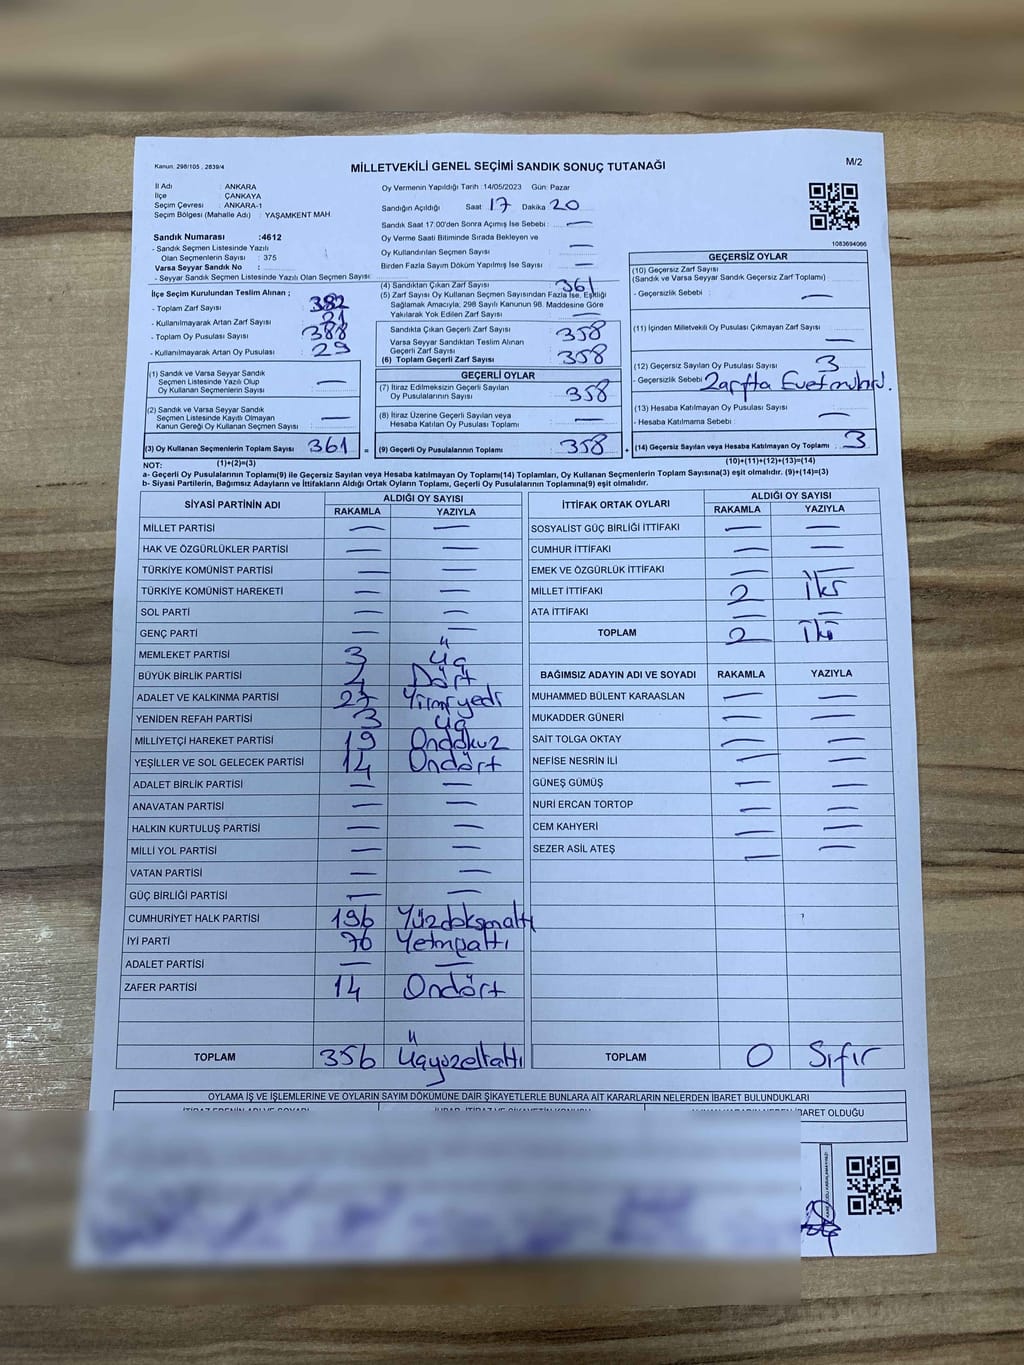 Kanun: 298/105 , 2839/4
MİLLETVEKİLİ GENEL SEÇİMİ SANDIK SONUÇ TUTANAĞI
M/2
İl Adı : ANKARA
İlçe : ÇANKAYA
Seçim Çevresi : ANKARA-1
Seçim Bölgesi (Mahalle Adı) : YAŞAMKENT MAH.
Oy Vermenin Yapıldığı Tarih :14/05/2023 Gün: Pazar
Sandığın Açıldığı Saat 17 Dakika 20
Sandık Saat 17:00'den Sonra Açımış İse Sebebi : —
Oy Verme Saati Bitiminde Sırada Bekleyen ve
Oy Kullandırılan Seçmen Sayısı —
Birden Fazla Sayım Döküm Yapılmış İse Sayısı —
1083694066
Sandık Numarası :4612
- Sandık Seçmen Listesinde Yazılı
Olan Seçmenlerin Sayısı : 375
Varsa Seyyar Sandık No :
- Seyyar Sandık Seçmen Listesinde Yazılı Olan Seçmen Sayısı:
İlçe Seçim Kurulundan Teslim Alınan ;
- Toplam Zarf Sayısı 382
- Kullanılmayarak Artan Zarf Sayısı 21
- Toplam Oy Pusulası Sayısı 388
- Kullanılmayarak Artan Oy Pusulası 29
(4) Sandıktan Çıkan Zarf Sayısı 361
(5) Zarf Sayısı Oy Kullanan Seçmen Sayısından Fazla İse, Eşitliği
Sağlamak Amacıyla; 298 Sayılı Kanunun 98. Maddesine Göre
Yakılarak Yok Edilen Zarf Sayısı —
Sandıkta Çıkan Geçerli Zarf Sayısı 358
Varsa Seyyar Sandıktan Teslim Alınan
Geçerli Zarf Sayısı
(6) Toplam Geçerli Zarf Sayısı 358
GEÇERSİZ OYLAR
(10) Geçersiz Zarf Sayısı
(Sandık ve Varsa Seyyar Sandık Geçersiz Zarf Toplamı)
- Geçersizlik Sebebi : —
(11) İçinden Milletvekili Oy Pusulası Çıkmayan Zarf Sayısı: —
(12) Geçersiz Sayılan Oy Pusulası Sayısı 3
- Geçersizlik Sebebi : Zarfta Evet
(13) Hesaba Katılmayan Oy Pusulası Sayısı —
- Hesaba Katılmama Sebebi :
(14) Geçersiz Sayılan veya Hesaba Katılmayan Oy Toplamı 3
(10)+(11)+(12)+(13)=(14)
(1) Sandık ve Varsa Seyyar Sandık
Seçmen Listesinde Yazılı Olup
Oy Kullanan Seçmenlerin Sayısı —
(2) Sandık ve Varsa Seyyar Sandık
Seçmen Listesinde Kayıtlı Olmayan
Kanun Gereği Oy Kullanan Seçmen Sayısı —
(3) Oy Kullanan Seçmenlerin Toplam Sayısı 361 =
(1)+(2)=(3)
GEÇERLİ OYLAR
(7) İtiraz Edilmeksizin Geçerli Sayılan
Oy Pusulalarının Sayısı 358
(8) İtiraz Üzerine Geçerli Sayılan veya
Hesaba Katılan Oy Pusulası Toplamı —
(9) Geçerli Oy Pusulalarının Toplamı 358 +
NOT:
a- Geçerli Oy Pusulalarının Toplamı(9) ile Geçersiz Sayılan veya Hesaba katılmayan Oy Toplamı(14) Toplamları, Oy Kullanan Seçmenlerin Toplam Sayısına(3) eşit olmalıdır. (9)+(14)=(3)
b- Siyasi Partilerin, Bağımsız Adayların ve İttifakların Aldığı Ortak Oyların Toplamı, Geçerli Oy Pusulalarının Toplamına(9) eşit olmalıdır.
SİYASİ PARTİNİN ADI ALDIĞI OY SAYISI
RAKAMLA YAZIYLA
MİLLET PARTİSİ — —
HAK VE ÖZGÜRLÜKLER PARTİSİ — —
TÜRKİYE KOMÜNİST PARTİSİ — —
TÜRKİYE KOMÜNİST HAREKETİ — —
SOL PARTİ — —
GENÇ PARTİ — —
MEMLEKET PARTİSİ 3 Üç
BÜYÜK BİRLİK PARTİSİ 4 Dört
ADALET VE KALKINMA PARTİSİ 27 Yirmiyedi
YENİDEN REFAH PARTİSİ 3 Üç
MİLLİYETÇİ HAREKET PARTİSİ 19 Ondokuz
YEŞİLLER VE SOL GELECEK PARTİSİ 14 Ondört
ADALET BİRLİK PARTİSİ — —
ANAVATAN PARTİSİ — —
HALKIN KURTULUŞ PARTİSİ — —
MİLLİ YOL PARTİSİ — —
VATAN PARTİSİ — —
GÜÇ BİRLİĞİ PARTİSİ — —
CUMHURİYET HALK PARTİSİ 196 Yüzdoksanaltı
İYİ PARTİ 76 Yetmişaltı
ADALET PARTİSİ — —
ZAFER PARTİSİ 14 Ondört
TOPLAM 356 Üçyüzellialtı
İTTİFAK ORTAK OYLARI ALDIĞI OY SAYISI
RAKAMLA YAZIYLA
SOSYALİST GÜÇ BİRLİĞİ İTTİFAKI — —
CUMHUR İTTİFAKI — —
EMEK VE ÖZGÜRLÜK İTTİFAKI — —
MİLLET İTTİFAKI 2 İki
ATA İTTİFAKI — —
TOPLAM 2 İki
BAĞIMSIZ ADAYIN ADI VE SOYADI RAKAMLA YAZIYLA
MUHAMMED BÜLENT KARAASLAN — —
MUKADDER GÜNERİ — —
SAİT TOLGA OKTAY — —
NEFİSE NESRİN İLİ — —
GÜNEŞ GÜMÜŞ — —
NURİ ERCAN TORTOP — —
CEM KAHYERİ — —
SEZER ASİL ATEŞ — —
TOPLAM 0 Sıfır
OYLAMA İŞ VE İŞLEMLERİNE VE OYLARIN SAYIM DÖKÜMÜNE DAİR ŞİKAYETLERLE BUNLARA AİT KARARLARIN NELERDEN İBARET BULUNDUKLARI
İBARET OLDUĞU